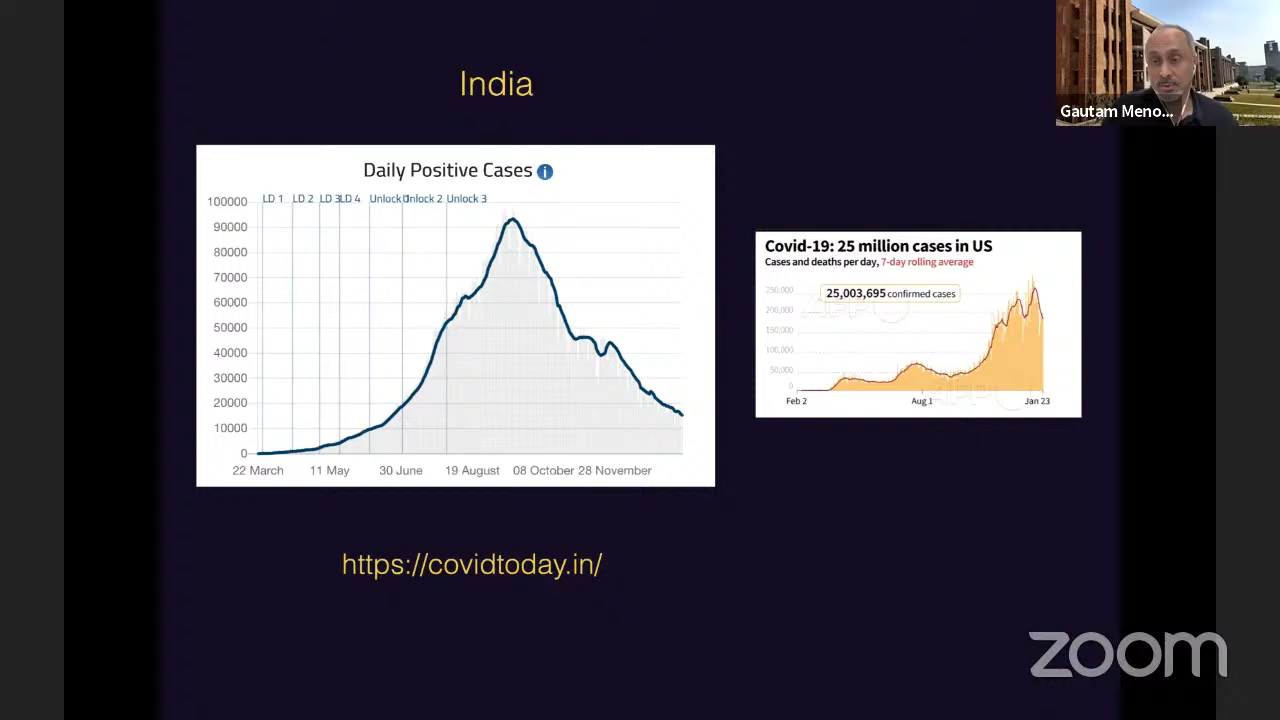 India
Gautam Meno...
Daily Positive Cases i
LD 1 LD 2 LD 3 LD 4 Unlock 1 Unlock 2 Unlock 3
100000
90000
80000
70000
60000
50000
40000
30000
20000
10000
0
22 March 11 May 30 June 19 August 08 October 28 November
Covid-19: 25 million cases in US
Cases and deaths per day, 7-day rolling average
25,003,695 confirmed cases
250,000
200,000
150,000
100,000
50,000
0
Feb 2 Aug 1 Jan 23
https://covidtoday.in/
zoom